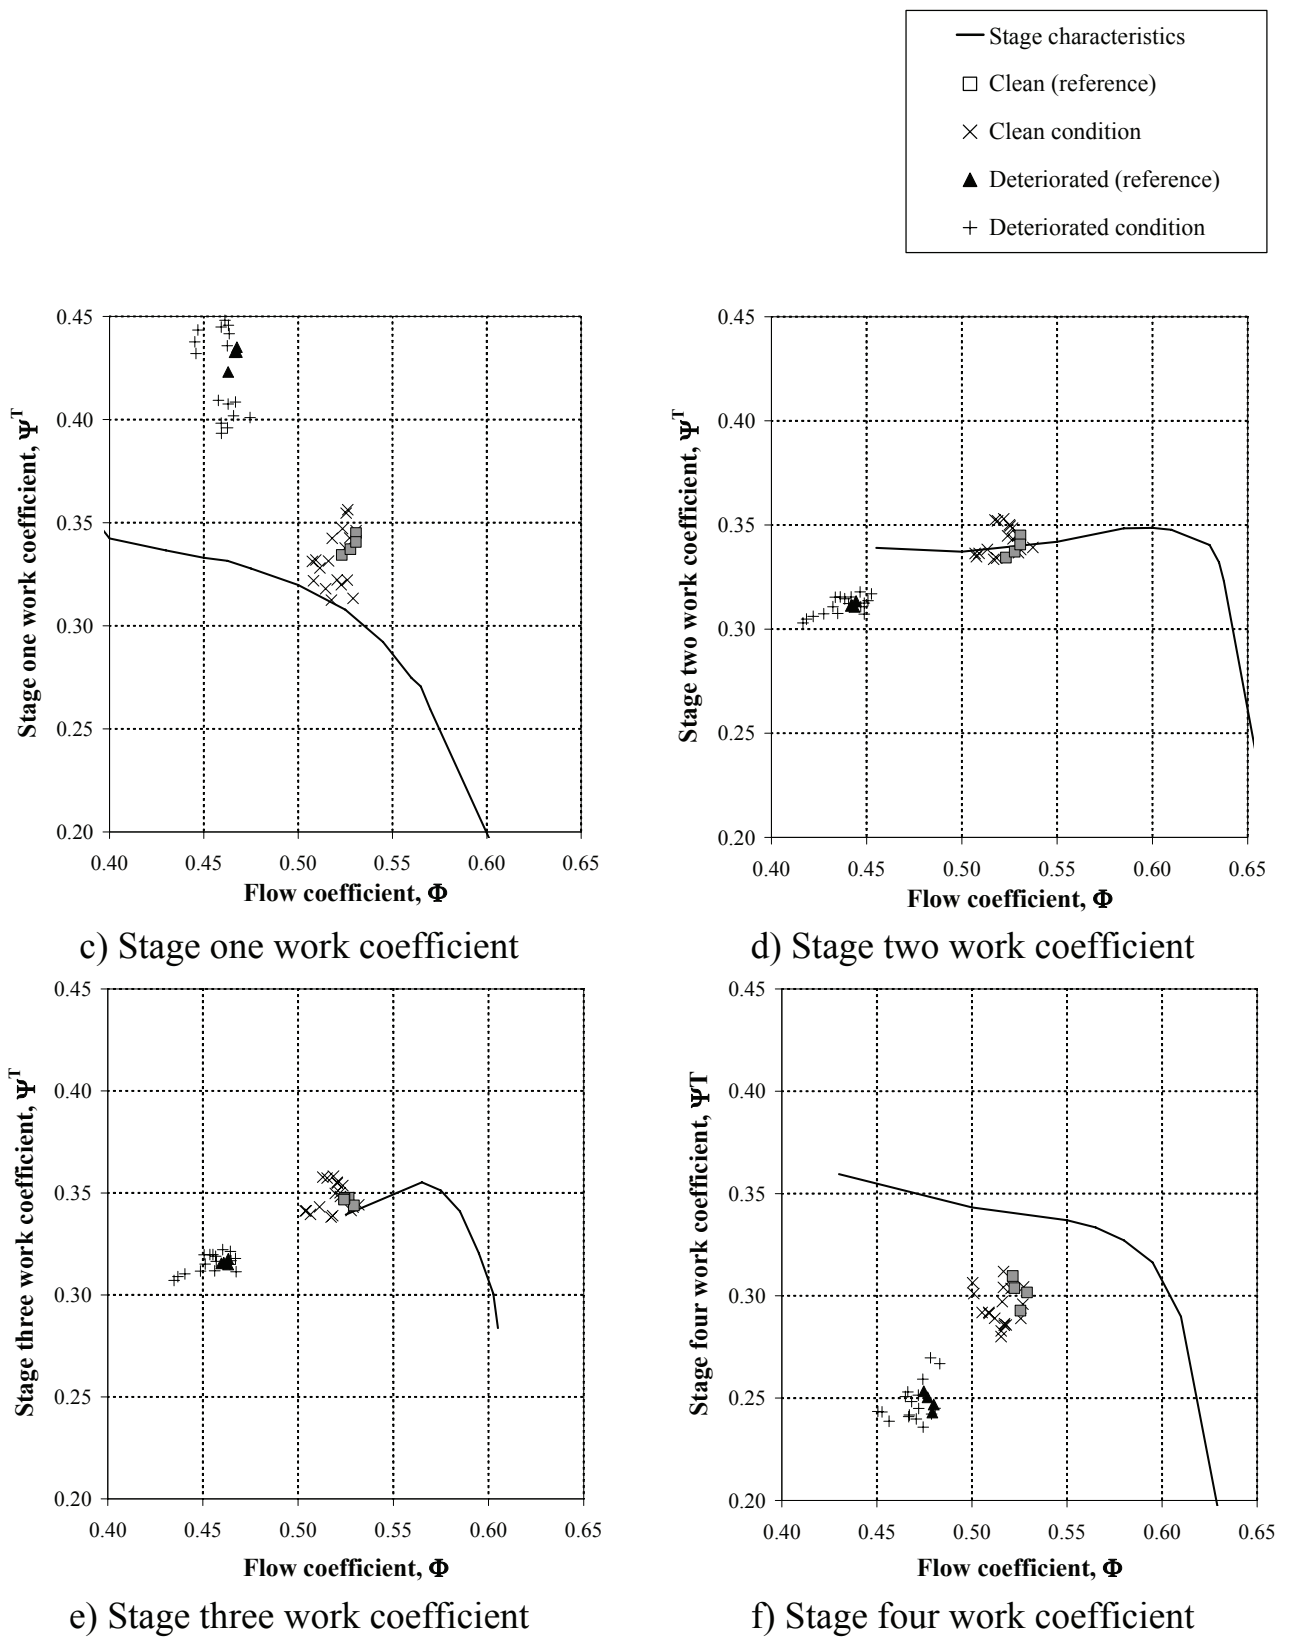 Stage characteristics
Clean (reference)
Clean condition
Deteriorated (reference)
Deteriorated condition
Stage one work coefficient, Ψᵀ
0.45
0.40
0.35
0.30
0.25
0.20
0.40 0.45 0.50 0.55 0.60 0.65
Flow coefficient, Φ
c) Stage one work coefficient
Stage two work coefficient, Ψᵀ
0.45
0.40
0.35
0.30
0.25
0.20
0.40 0.45 0.50 0.55 0.60 0.65
Flow coefficient, Φ
d) Stage two work coefficient
Stage three work coefficient, Ψᵀ
0.45
0.40
0.35
0.30
0.25
0.20
0.40 0.45 0.50 0.55 0.60 0.65
Flow coefficient, Φ
e) Stage three work coefficient
Stage four work coefficient, ΨT
0.45
0.40
0.35
0.30
0.25
0.20
0.40 0.45 0.50 0.55 0.60 0.65
Flow coefficient, Φ
f) Stage four work coefficient